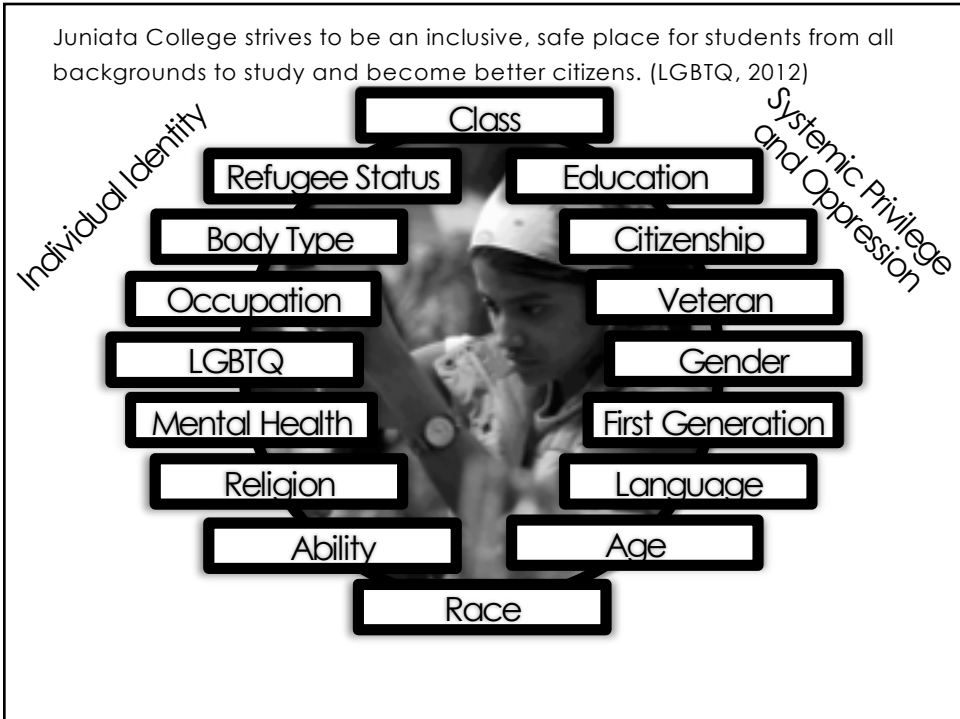 Juniata College strives to be an inclusive, safe place for students from all
backgrounds to study and become better citizens. (LGBTQ, 2012)
Individual Identity
Systemic Privilege
and Oppression
Class
Refugee Status
Education
Body Type
Citizenship
Occupation
Veteran
LGBTQ
Gender
Mental Health
First Generation
Religion
Language
Ability
Age
Race